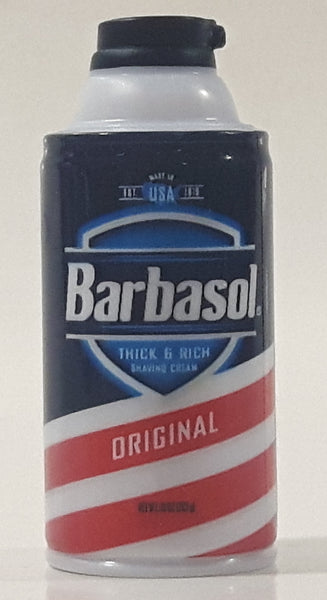 MADE IN
EST. USA 1919
Barbasol®
THICK & RICH
SHAVING CREAM
ORIGINAL